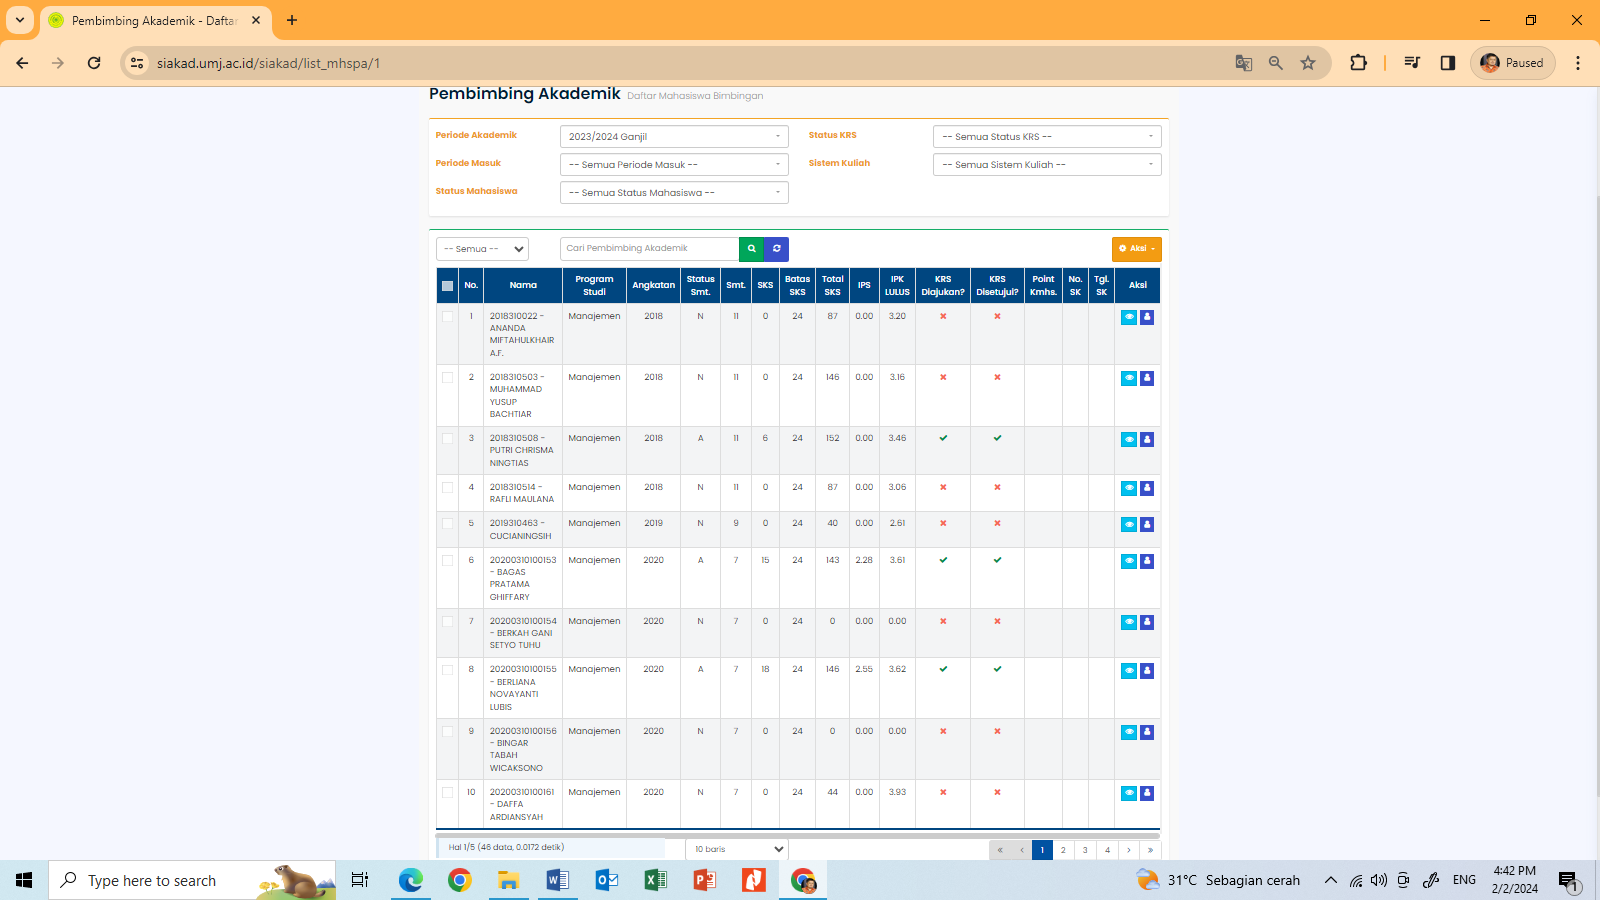 Pembimbing Akademik - Daftar
siakad.umj.ac.id/siakad/list_mhspa/1
Paused
Pembimbing Akademik Daftar Mahasiswa Bimbingan
Periode Akademik 2023/2024 Ganjil Status KRS -- Semua Status KRS --
Periode Masuk -- Semua Periode Masuk -- Sistem Kuliah -- Semua Sistem Kuliah --
Status Mahasiswa -- Semua Status Mahasiswa --
-- Semua -- Cari Pembimbing Akademik Aksi
No. Nama Program Studi Angkatan Status Smt. Smt. SKS Batas SKS Total SKS IPS IPK LULUS KRS Diajukan? KRS Disetujui? Point Kmhs. No. SK Tgl. SK Aksi
1 2018310022 - Manajemen 2018 N 11 0 24 87 0.00 3.20
ANANDA
MIFTAHULKHAIR
A.F.
2 2018310503 - Manajemen 2018 N 11 0 24 146 0.00 3.16
MUHAMMAD
YUSUP
BACHTIAR
3 2018310508 - Manajemen 2018 A 11 6 24 152 0.00 3.46
PUTRI CHRISMA
NINGTIAS
4 2018310514 - Manajemen 2018 N 11 0 24 87 0.00 3.06
RAFLI MAULANA
5 2019310463 - Manajemen 2019 N 9 0 24 40 0.00 2.61
CUCIANINGSIH
6 20200310100153 Manajemen 2020 A 7 15 24 143 2.28 3.61
- BAGAS
PRATAMA
GHIFFARY
7 20200310100154 Manajemen 2020 N 7 0 24 0 0.00 0.00
- BERKAH GANI
SETYO TUHU
8 20200310100155 Manajemen 2020 A 7 18 24 146 2.55 3.62
- BERLIANA
NOVAYANTI
LUBIS
9 20200310100156 Manajemen 2020 N 7 0 24 0 0.00 0.00
- BINGAR
TABAH
WICAKSONO
10 20200310100161 Manajemen 2020 N 7 0 24 44 0.00 3.93
- DAFFA
ARDIANSYAH
Hal 1/5 (46 data, 0.0172 detik) 10 baris « ‹ 1 2 3 4 › »
Type here to search 31°C Sebagian cerah ENG 4:42 PM
2/2/2024 1